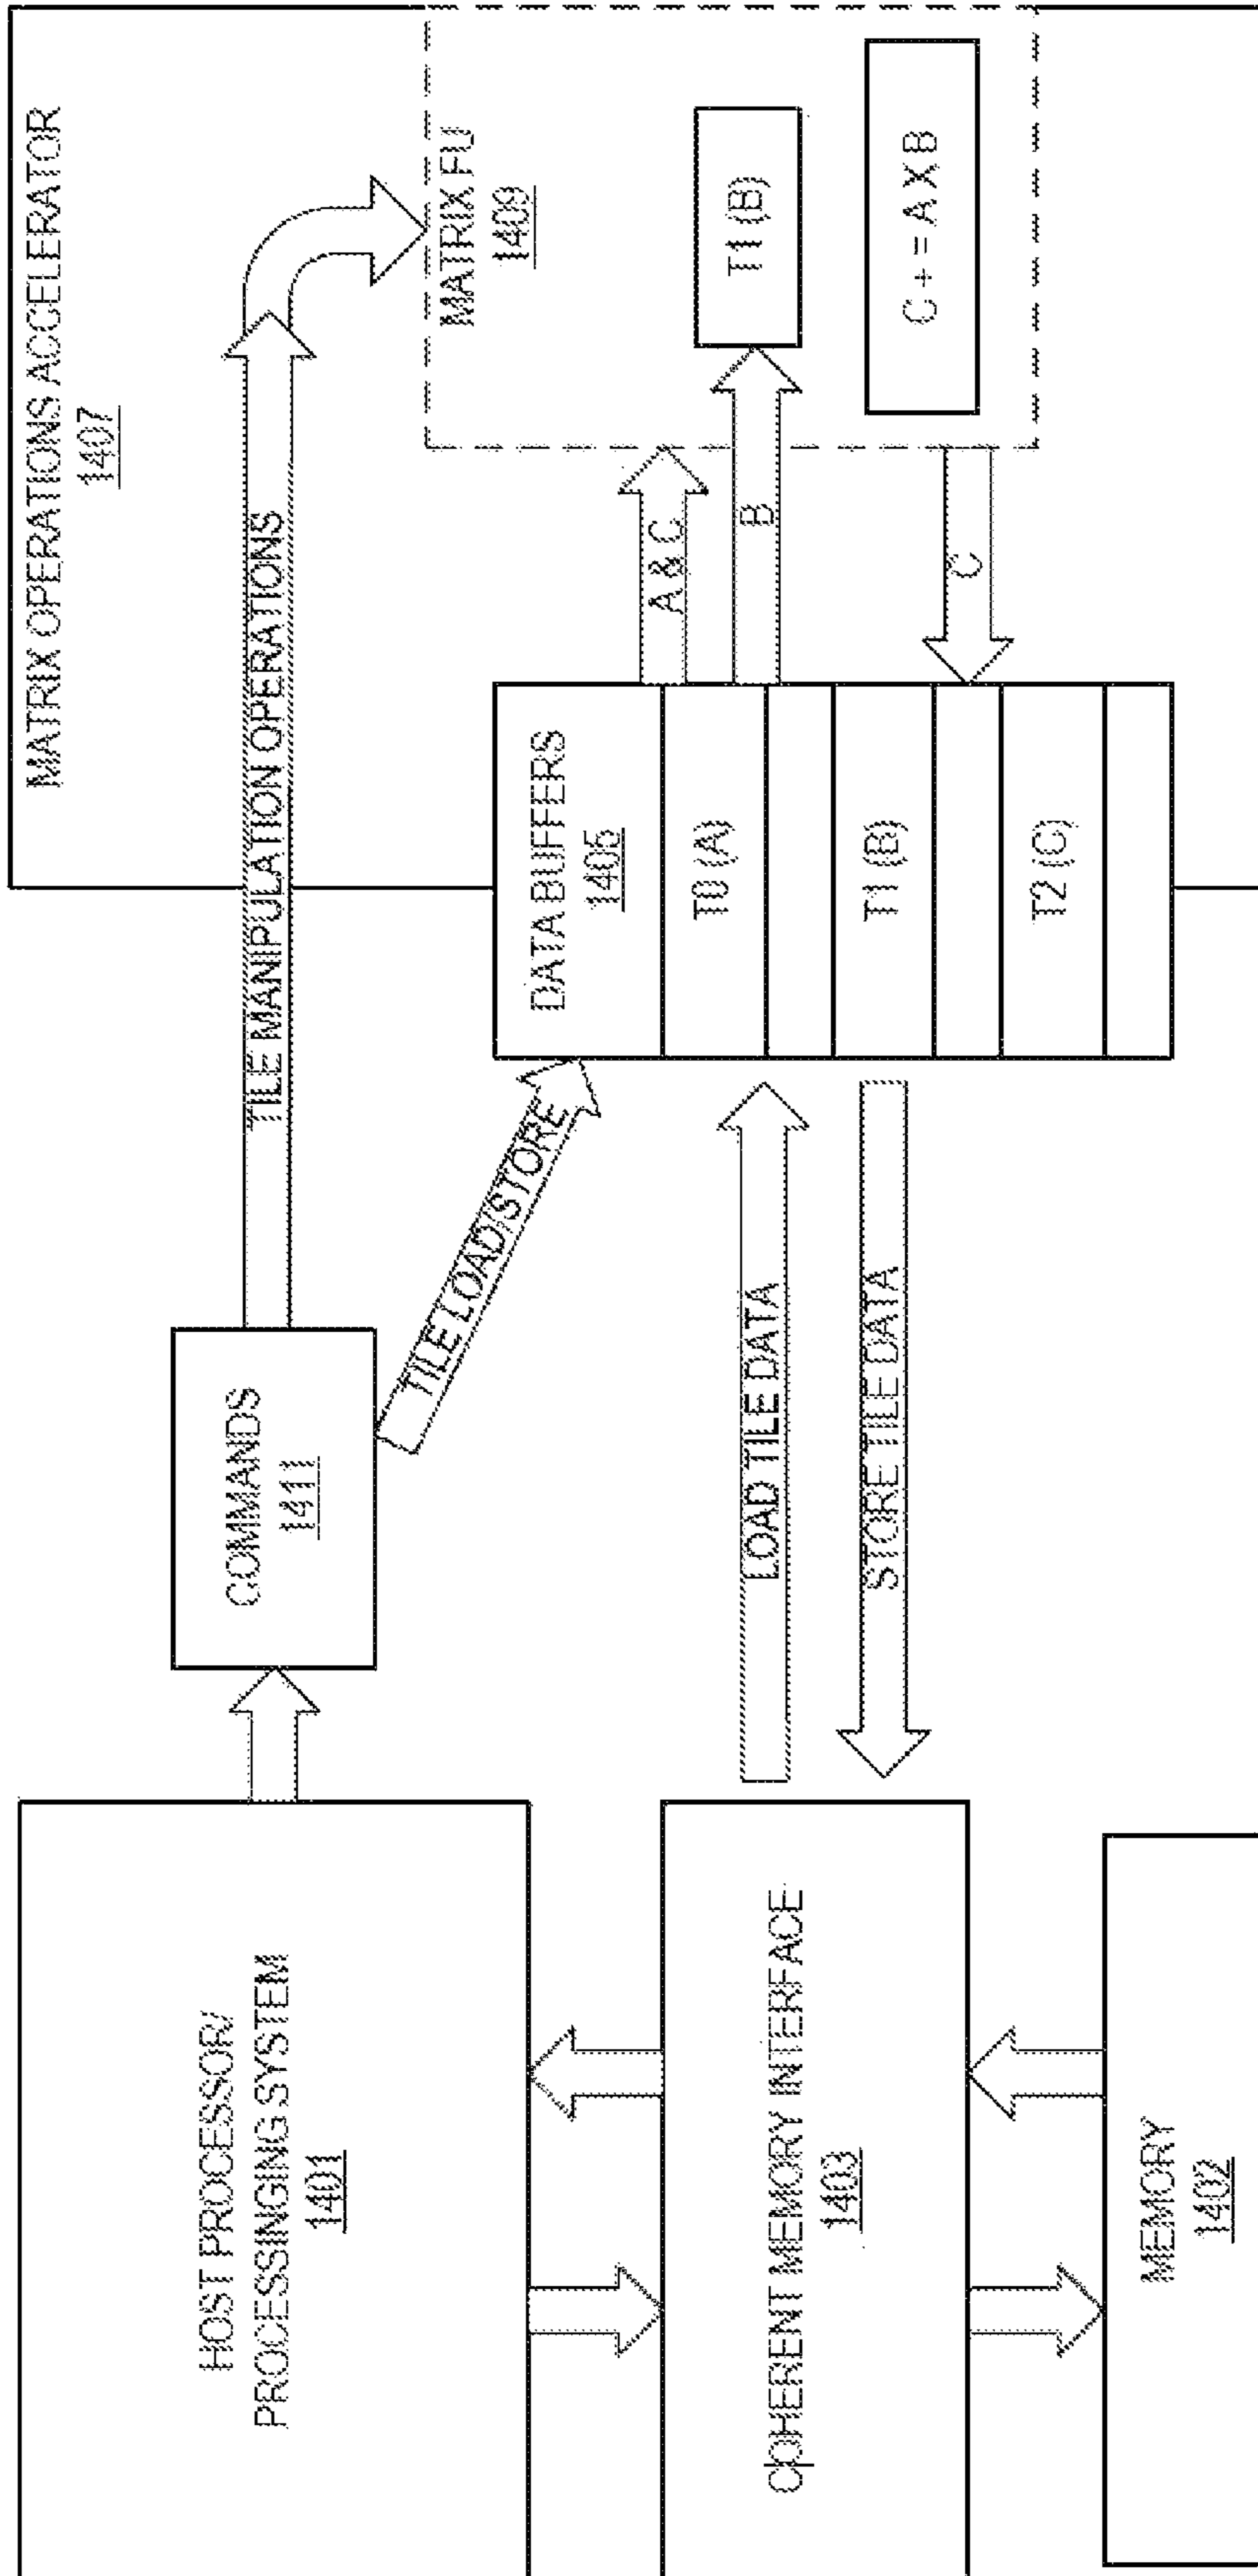 HOST PROCESSOR/
PROCESSINGING SYSTEM
1401
COMMANDS
1411
TILE MANIPULATION OPERATIONS
MATRIX OPERATIONS ACCELERATOR
1407
TILE LOAD/STORE
MATRIX FU
1409
DATA BUFFERS
1405
T0 (A)
T1 (B)
T2 (C)
A & C
B
C
T1 (B)
C + = A X B
COHERENT MEMORY INTERFACE
1403
LOAD TILE DATA
STORE TILE DATA
MEMORY
1402